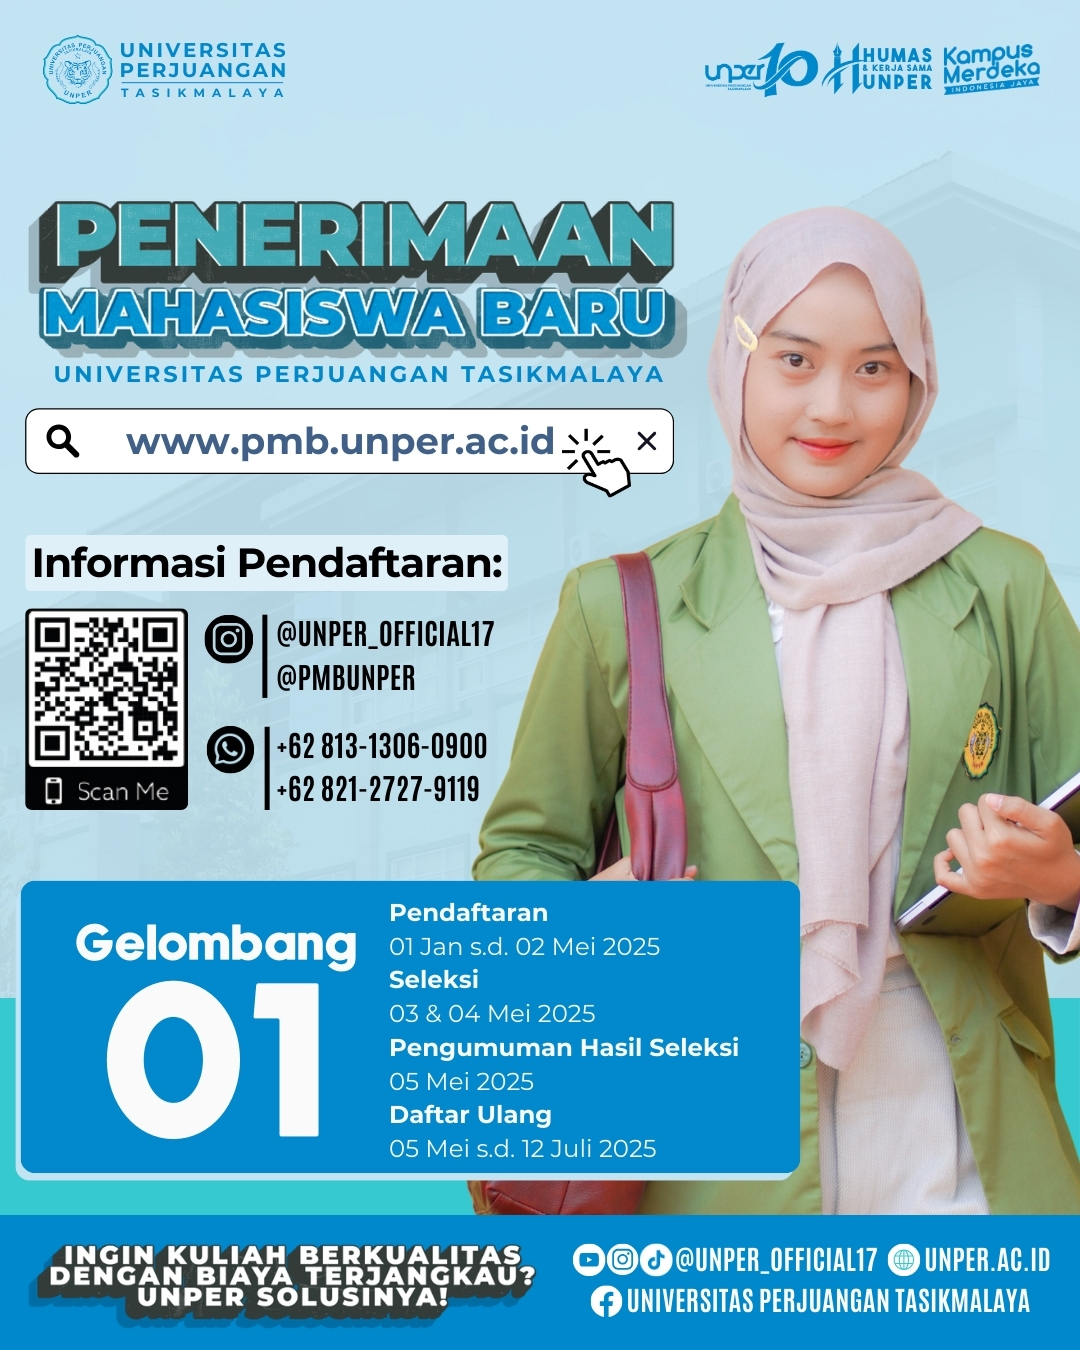 UNIVERSITAS
PERJUANGAN
TASIKMALAYA
UNIVERSITAS PERJUANGAN
UNPER
unper 10
HUMAS
& KERJA SAMA
UNPER
Kampus
Merdeka
INDONESIA JAYA
PENERIMAAN
MAHASISWA BARU
UNIVERSITAS PERJUANGAN TASIKMALAYA
www.pmb.unper.ac.id
Informasi Pendaftaran:
@UNPER_OFFICIAL17
@PMBUNPER
+62 813-1306-0900
+62 821-2727-9119
Scan Me
Gelombang
01
Pendaftaran
01 Jan s.d. 02 Mei 2025
Seleksi
03 & 04 Mei 2025
Pengumuman Hasil Seleksi
05 Mei 2025
Daftar Ulang
05 Mei s.d. 12 Juli 2025
INGIN KULIAH BERKUALITAS
DENGAN BIAYA TERJANGKAU?
UNPER SOLUSINYA!
@UNPER_OFFICIAL17 UNPER.AC.ID
UNIVERSITAS PERJUANGAN TASIKMALAYA